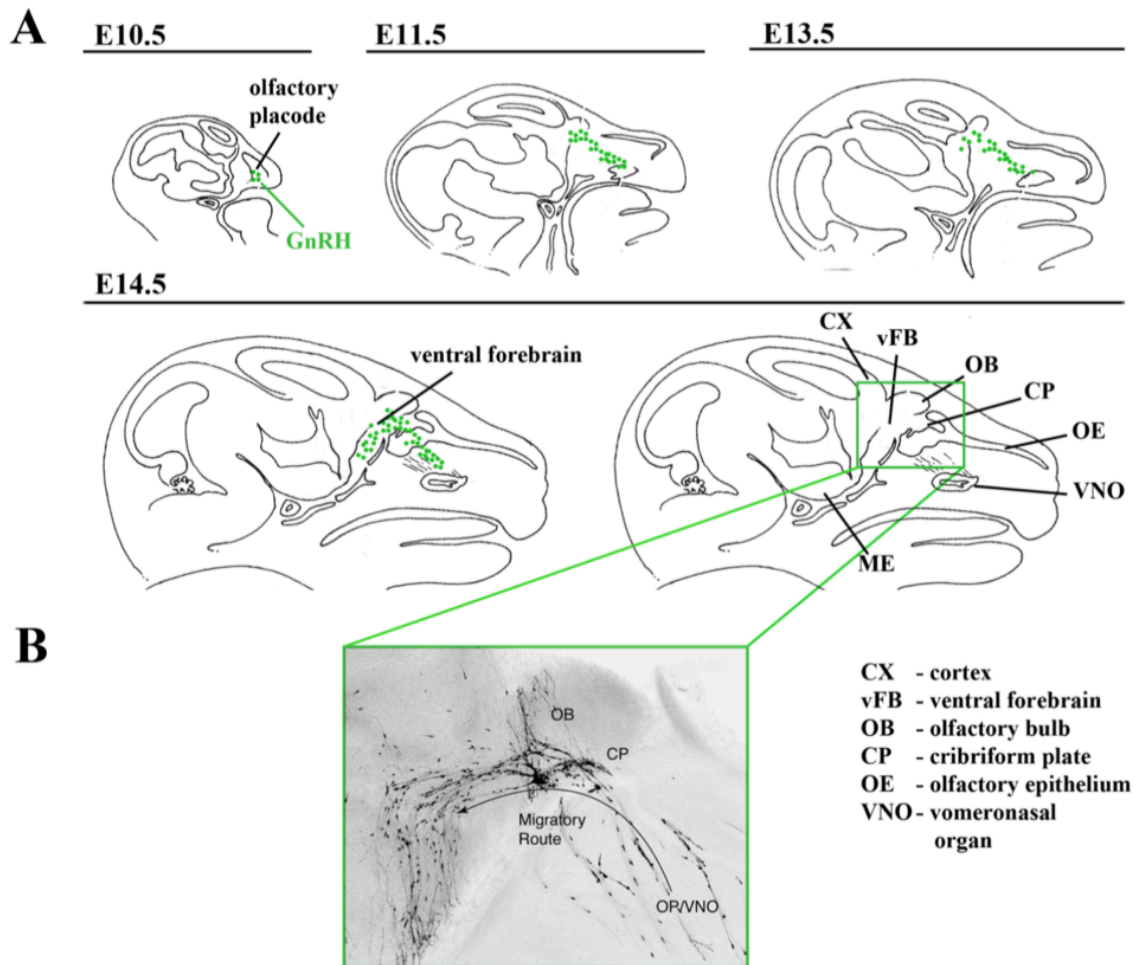 A
E10.5
E11.5
E13.5
olfactory
placode
GnRH
E14.5
ventral forebrain
CX
vFB
OB
CP
OE
VNO
ME
B
OB
CP
Migratory
Route
OP/VNO
CX - cortex
vFB - ventral forebrain
OB - olfactory bulb
CP - cribriform plate
OE - olfactory epithelium
VNO - vomeronasal
organ